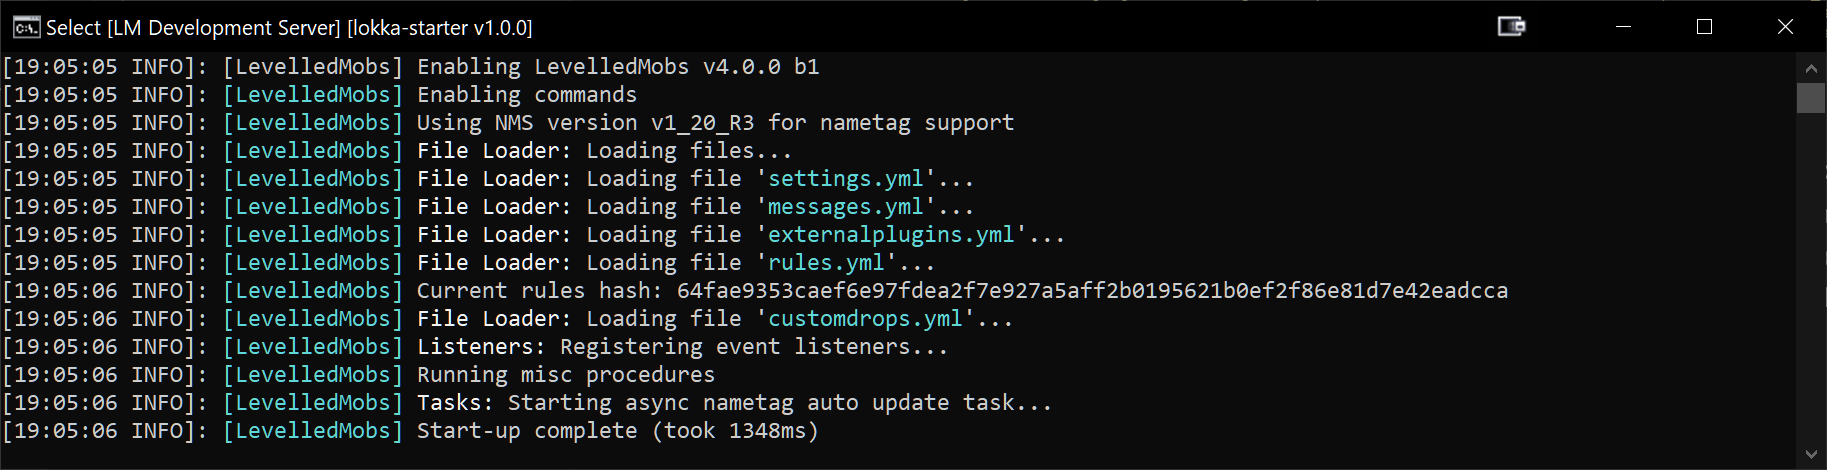 Select [LM Development Server] [lokka-starter v1.0.0]
[19:05:05 INFO]: [LevelledMobs] Enabling LevelledMobs v4.0.0 b1
[19:05:05 INFO]: [LevelledMobs] Enabling commands
[19:05:05 INFO]: [LevelledMobs] Using NMS version v1_20_R3 for nametag support
[19:05:05 INFO]: [LevelledMobs] File Loader: Loading files...
[19:05:05 INFO]: [LevelledMobs] File Loader: Loading file 'settings.yml'...
[19:05:05 INFO]: [LevelledMobs] File Loader: Loading file 'messages.yml'...
[19:05:05 INFO]: [LevelledMobs] File Loader: Loading file 'externalplugins.yml'...
[19:05:05 INFO]: [LevelledMobs] File Loader: Loading file 'rules.yml'...
[19:05:06 INFO]: [LevelledMobs] Current rules hash: 64fae9353caef6e97fdea2f7e927a5aff2b0195621b0ef2f86e81d7e42eadcca
[19:05:06 INFO]: [LevelledMobs] File Loader: Loading file 'customdrops.yml'...
[19:05:06 INFO]: [LevelledMobs] Listeners: Registering event listeners...
[19:05:06 INFO]: [LevelledMobs] Running misc procedures
[19:05:06 INFO]: [LevelledMobs] Tasks: Starting async nametag auto update task...
[19:05:06 INFO]: [LevelledMobs] Start-up complete (took 1348ms)